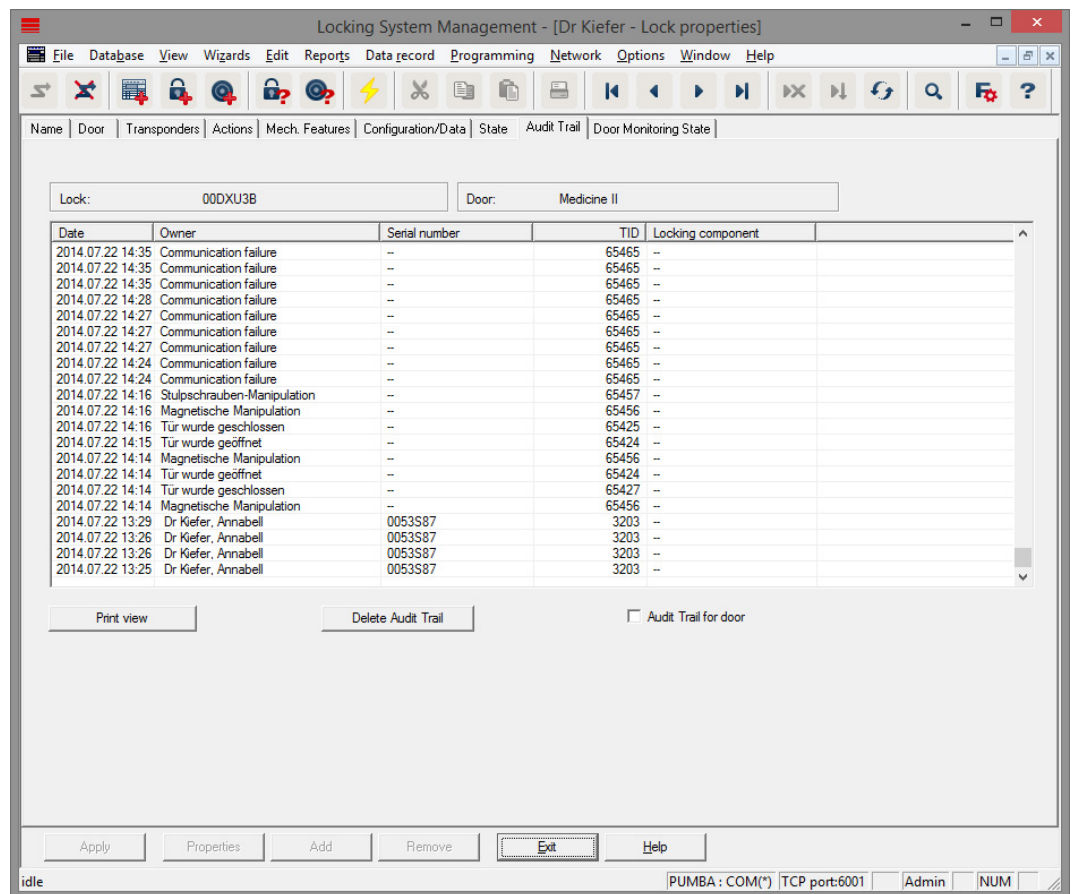 Locking System Management - [Dr Kiefer - Lock properties]
File Database View Wizards Edit Reports Data record Programming Network Options Window Help
Name Door Transponders Actions Mech. Features Configuration/Data State Audit Trail Door Monitoring State
Lock: 00DXU3B Door: Medicine II
Date Owner Serial number TID Locking component
2014.07.22 14:35 Communication failure -- 65465 --
2014.07.22 14:35 Communication failure -- 65465 --
2014.07.22 14:35 Communication failure -- 65465 --
2014.07.22 14:28 Communication failure -- 65465 --
2014.07.22 14:27 Communication failure -- 65465 --
2014.07.22 14:27 Communication failure -- 65465 --
2014.07.22 14:27 Communication failure -- 65465 --
2014.07.22 14:24 Communication failure -- 65465 --
2014.07.22 14:24 Communication failure -- 65465 --
2014.07.22 14:16 Stulpschrauben-Manipulation -- 65457 --
2014.07.22 14:16 Magnetische Manipulation -- 65456 --
2014.07.22 14:16 Tür wurde geschlossen -- 65425 --
2014.07.22 14:15 Tür wurde geöffnet -- 65424 --
2014.07.22 14:14 Magnetische Manipulation -- 65456 --
2014.07.22 14:14 Tür wurde geöffnet -- 65424 --
2014.07.22 14:14 Tür wurde geschlossen -- 65427 --
2014.07.22 14:14 Magnetische Manipulation -- 65456 --
2014.07.22 13:29 Dr Kiefer, Annabell 0053S87 3203 --
2014.07.22 13:26 Dr Kiefer, Annabell 0053S87 3203 --
2014.07.22 13:26 Dr Kiefer, Annabell 0053S87 3203 --
2014.07.22 13:25 Dr Kiefer, Annabell 0053S87 3203 --
Print view Delete Audit Trail Audit Trail for door
Apply Properties Add Remove Exit Help
idle PUMBA : COM(*) TCP port:6001 Admin NUM